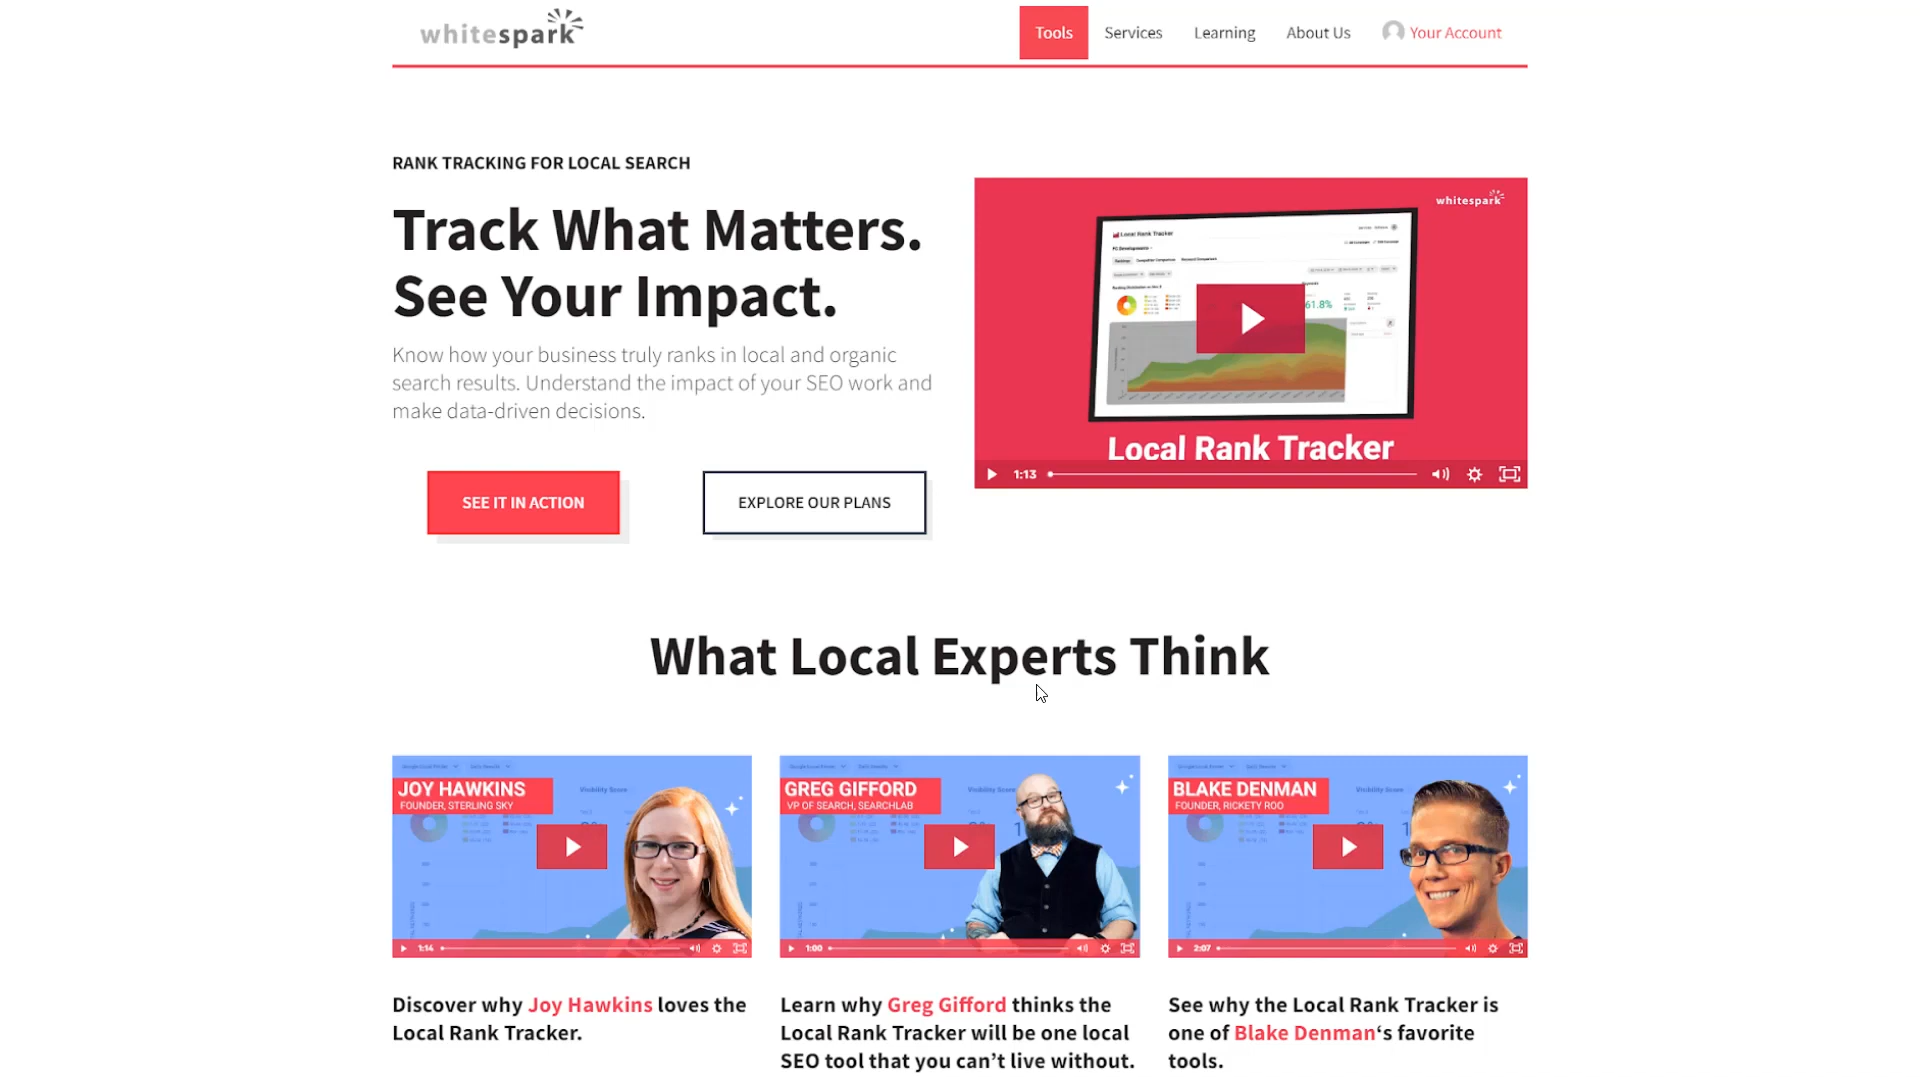 whitespark
Tools
Services
Learning
About Us
Your Account
RANK TRACKING FOR LOCAL SEARCH
Track What Matters.
See Your Impact.
Know how your business truly ranks in local and organic
search results. Understand the impact of your SEO work and
make data-driven decisions.
SEE IT IN ACTION
EXPLORE OUR PLANS
whitespark
Local Rank Tracker
61.8%
Local Rank Tracker
1:13
What Local Experts Think
JOY HAWKINS
FOUNDER, STERLING SKY
Visibility Score
1:14
GREG GIFFORD
VP OF SEARCH, SEARCHLAB
Visibility Score
1:00
BLAKE DENMAN
FOUNDER, RICKETY ROO
Visibility Score
2:07
Discover why Joy Hawkins loves the
Local Rank Tracker.
Learn why Greg Gifford thinks the
Local Rank Tracker will be one local
SEO tool that you can’t live without.
See why the Local Rank Tracker is
one of Blake Denman‘s favorite
tools.